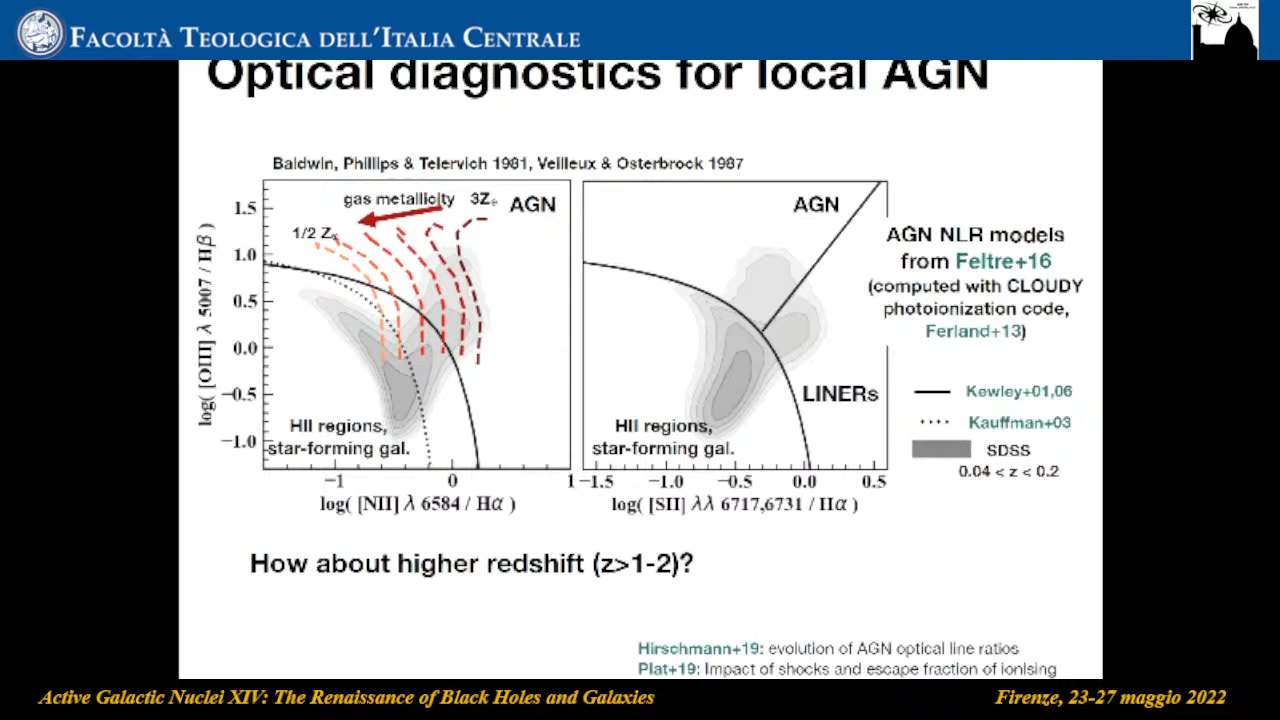 FACOLTÀ TEOLOGICA DELL'ITALIA CENTRALE
Optical diagnostics for local AGN
Baldwin, Phillips & Telervich 1981, Veilleux & Osterbrock 1987
gas metallicity
3Z⊙
AGN
1/2 Z⊙
1.5
1.0
0.5
0.0
−0.5
−1.0
log( [OIII] λ 5007 / Hβ )
HII regions,
star-forming gal.
−1 0 1
log( [NII] λ 6584 / Hα )
AGN
LINERs
HII regions,
star-forming gal.
−1.5 −1.0 −0.5 0.0 0.5
log( [SII] λλ 6717,6731 / Hα )
AGN NLR models
from Feltre+16
(computed with CLOUDY
photoionization code,
Ferland+13)
Kewley+01,06
Kauffman+03
SDSS
0.04 < z < 0.2
How about higher redshift (z>1-2)?
Hirschmann+19: evolution of AGN optical line ratios
Plat+19: Impact of shocks and escape fraction of ionising
Active Galactic Nuclei XIV: The Renaissance of Black Holes and Galaxies
Firenze, 23-27 maggio 2022